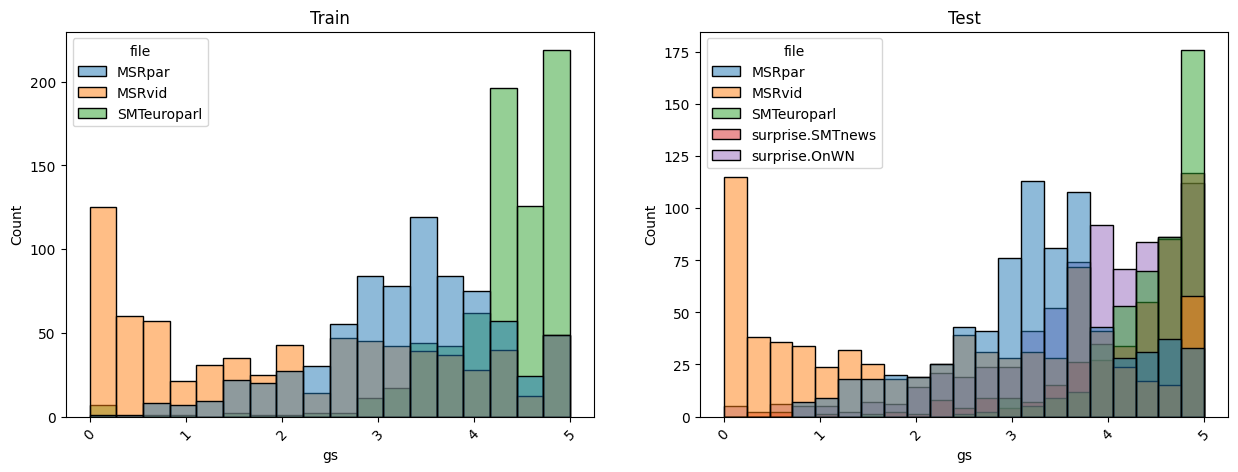 Train
file
MSRpar
MSRvid
SMTeuroparl
Count
200
150
100
50
0
0 1 2 3 4 5
gs
Test
file
MSRpar
MSRvid
SMTeuroparl
surprise.SMTnews
surprise.OnWN
Count
175
150
125
100
75
50
25
0
0 1 2 3 4 5
gs